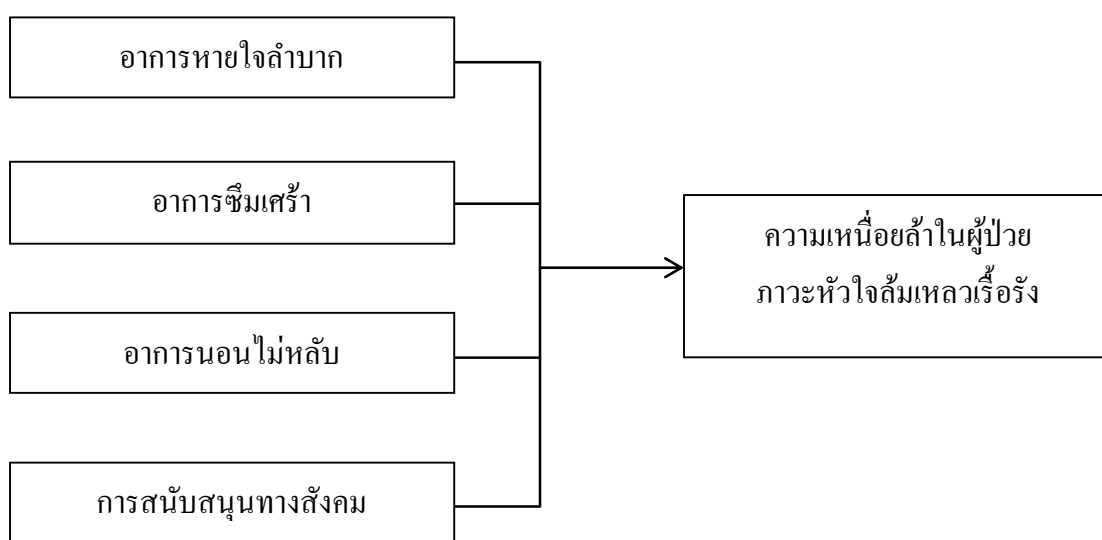 อาการหายใจลำบาก
อาการซึมเศร้า
อาการนอนไม่หลับ
การสนับสนุนทางสังคม
ความเหนื่อยล้าในผู้ป่วย
ภาวะหัวใจล้มเหลวเรื้อรัง